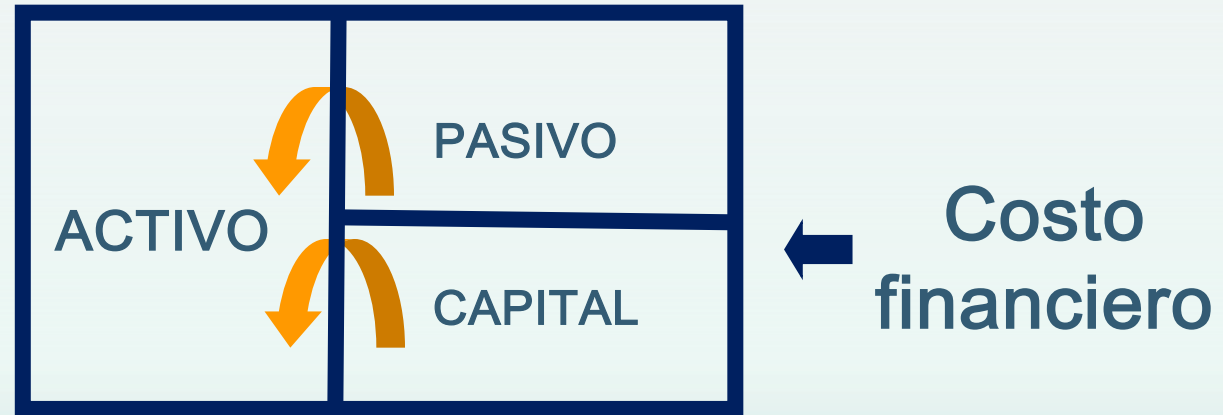 PASIVO
ACTIVO
CAPITAL
Costo
financiero